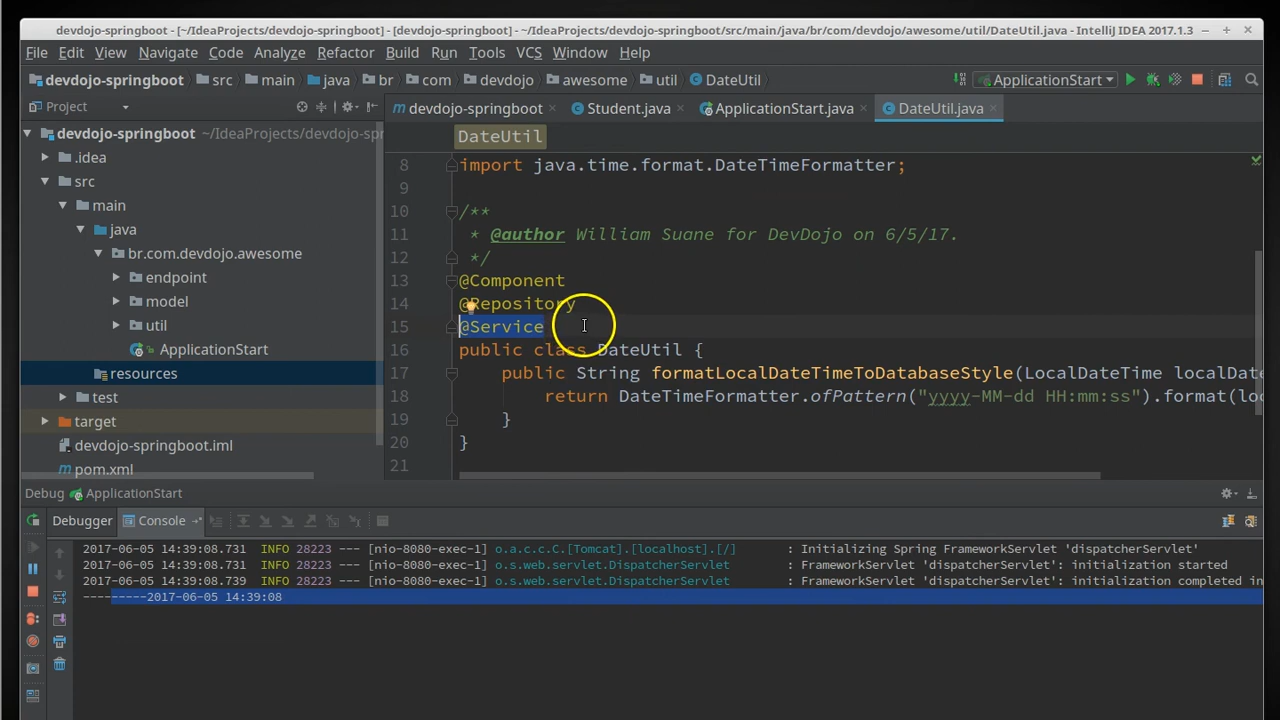 devdojo-springboot - [~/IdeaProjects/devdojo-springboot] - [devdojo-springboot] - ~/IdeaProjects/devdojo-springboot/src/main/java/br/com/devdojo/awesome/util/DateUtil.java - IntelliJ IDEA 2017.1.3
File Edit View Navigate Code Analyze Refactor Build Run Tools VCS Window Help
devdojo-springboot src main java br com devdojo awesome util DateUtil ApplicationStart
Project devdojo-springboot Student.java ApplicationStart.java DateUtil.java
devdojo-springboot ~/IdeaProjects/devdojo-spr
.idea
src
main
java
br.com.devdojo.awesome
endpoint
model
util
ApplicationStart
resources
test
target
devdojo-springboot.iml
pom.xml
DateUtil
8 import java.time.format.DateTimeFormatter;
9
10 /**
11 * @author William Suane for DevDojo on 6/5/17.
12 */
13 @Component
14 @Repository
15 @Service
16 public class DateUtil {
17 public String formatLocalDateTimeToDatabaseStyle(LocalDateTime localDate
18 return DateTimeFormatter.ofPattern("yyyy-MM-dd HH:mm:ss").format(loc
19 }
20 }
21
Debug ApplicationStart
Debugger Console
2017-06-05 14:39:08.731 INFO 28223 --- [nio-8080-exec-1] o.a.c.c.C.[Tomcat].[localhost].[/] : Initializing Spring FrameworkServlet 'dispatcherServlet'
2017-06-05 14:39:08.731 INFO 28223 --- [nio-8080-exec-1] o.s.web.servlet.DispatcherServlet : FrameworkServlet 'dispatcherServlet': initialization started
2017-06-05 14:39:08.739 INFO 28223 --- [nio-8080-exec-1] o.s.web.servlet.DispatcherServlet : FrameworkServlet 'dispatcherServlet': initialization completed in
---------2017-06-05 14:39:08